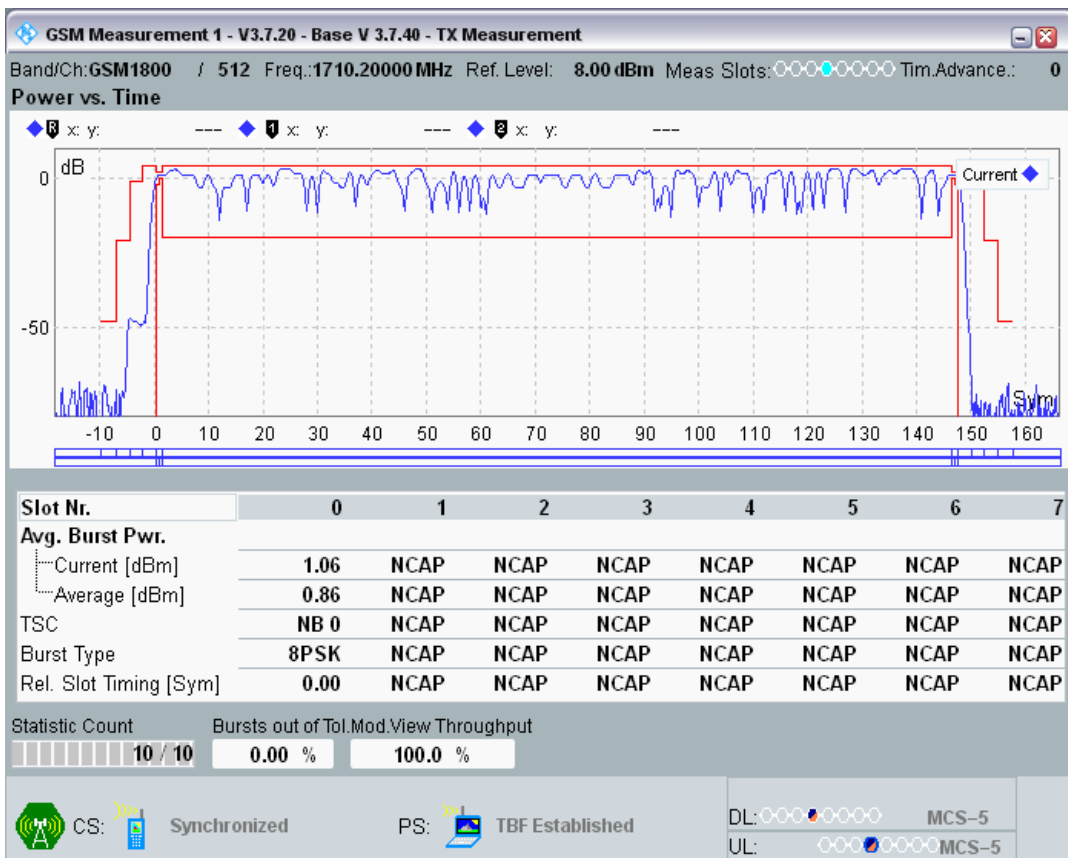 GSM Measurement 1 - V3.7.20 - Base V 3.7.40 - TX Measurement
Band/Ch:GSM1800 / 512 Freq.:1710.20000 MHz Ref. Level: 8.00 dBm Meas Slots: Tim.Advance.: 0
Power vs. Time
R x: y: --- 1 x: y: --- 2 x: y: ---
dB
Current
0
-50
Sym
-10 0 10 20 30 40 50 60 70 80 90 100 110 120 130 140 150 160
Slot Nr. 0 1 2 3 4 5 6 7
Avg. Burst Pwr.
Current [dBm] 1.06 NCAP NCAP NCAP NCAP NCAP NCAP NCAP
Average [dBm] 0.86 NCAP NCAP NCAP NCAP NCAP NCAP NCAP
TSC NB 0 NCAP NCAP NCAP NCAP NCAP NCAP NCAP
Burst Type 8PSK NCAP NCAP NCAP NCAP NCAP NCAP NCAP
Rel. Slot Timing [Sym] 0.00 NCAP NCAP NCAP NCAP NCAP NCAP NCAP
Statistic Count Bursts out of Tol.Mod.View Throughput
10 / 10 0.00 % 100.0 %
CS: Synchronized PS: TBF Established DL: MCS-5
UL: MCS-5